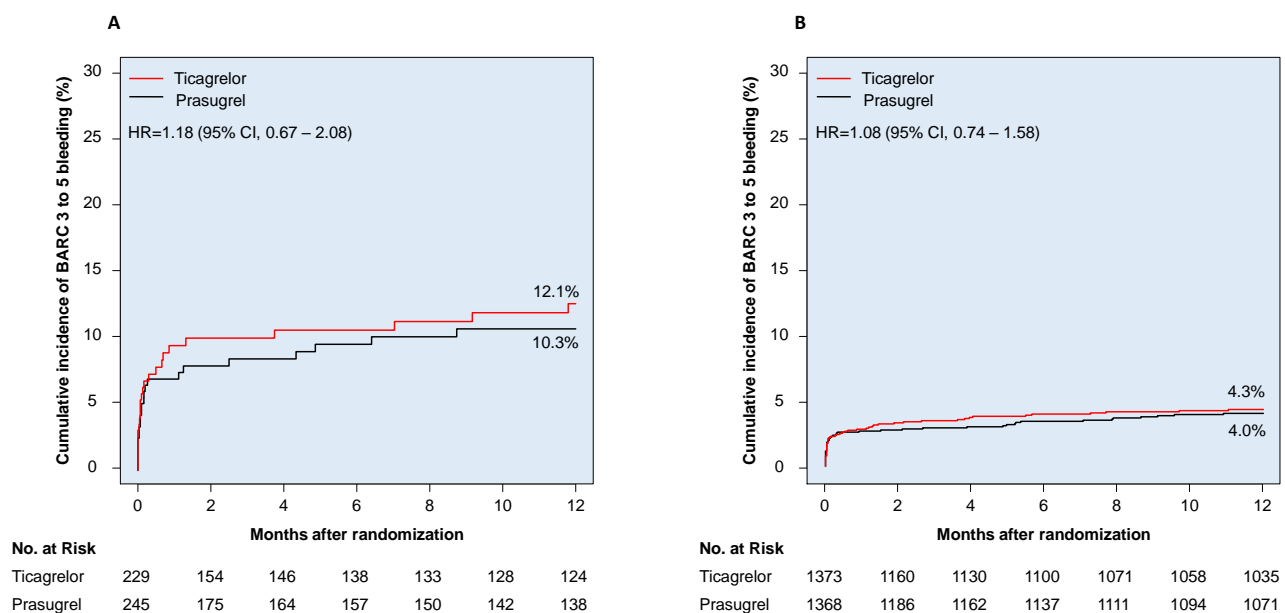 A
Cumulative incidence of BARC 3 to 5 bleeding (%)
30
25
20
15
10
5
0
Ticagrelor
Prasugrel
HR=1.18 (95% CI, 0.67 – 2.08)
12.1%
10.3%
0 2 4 6 8 10 12
Months after randomization
No. at Risk
Ticagrelor 229 154 146 138 133 128 124
Prasugrel 245 175 164 157 150 142 138
B
Cumulative incidence of BARC 3 to 5 bleeding (%)
30
25
20
15
10
5
0
Ticagrelor
Prasugrel
HR=1.08 (95% CI, 0.74 – 1.58)
4.3%
4.0%
0 2 4 6 8 10 12
Months after randomization
No. at Risk
Ticagrelor 1373 1160 1130 1100 1071 1058 1035
Prasugrel 1368 1186 1162 1137 1111 1094 1071